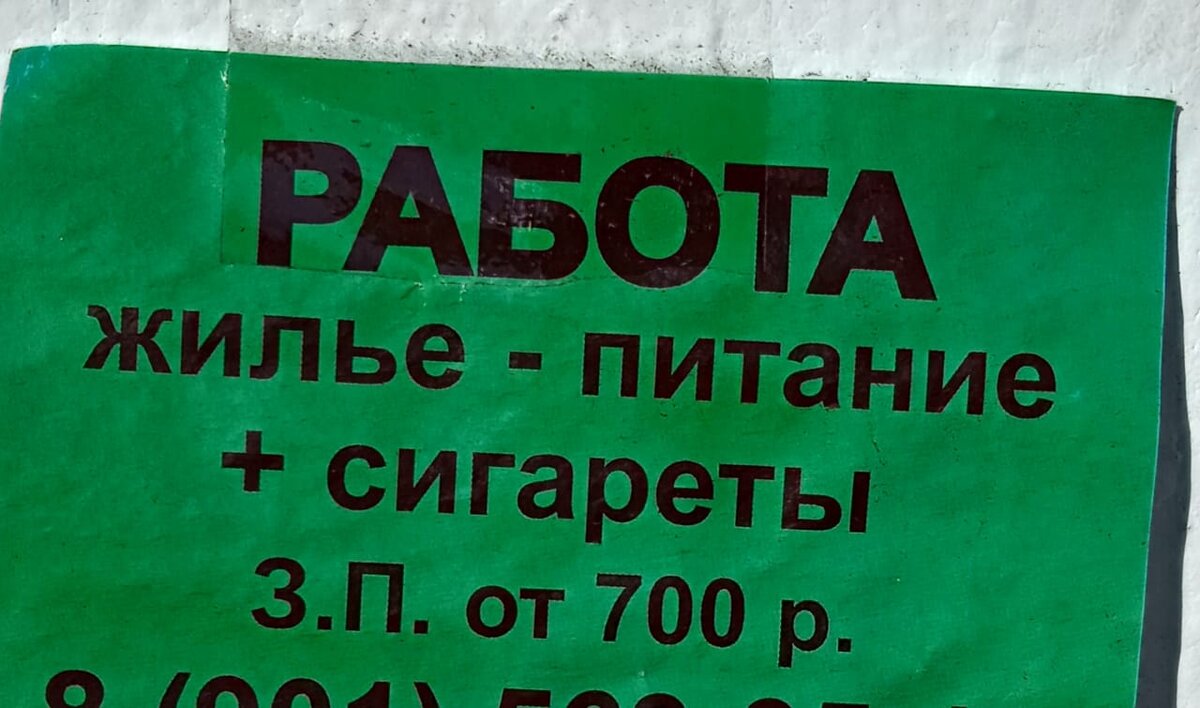 РАБОТА
жилье - питание
+ сигареты
З.П. от 700 р.